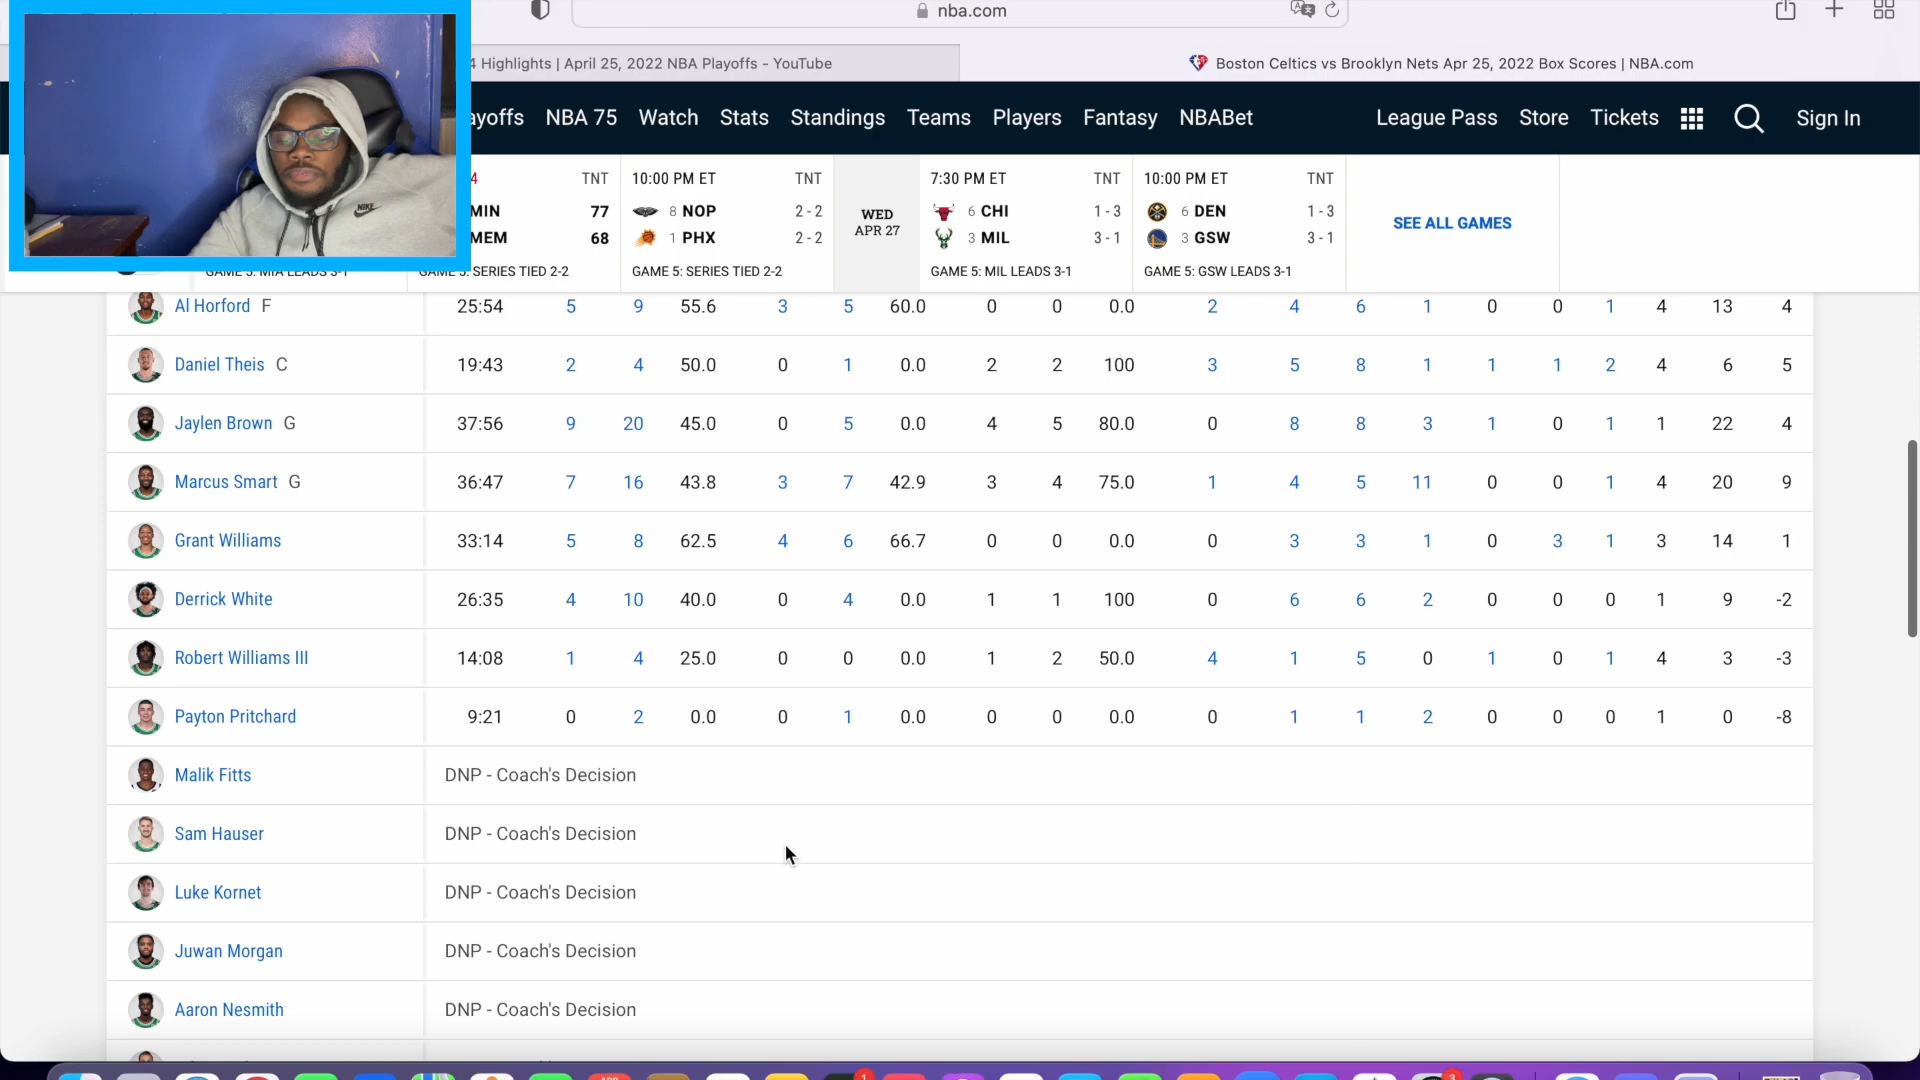 nba.com
4 Highlights | April 25, 2022 NBA Playoffs - YouTube
Boston Celtics vs Brooklyn Nets Apr 25, 2022 Box Scores | NBA.com
ayoffs NBA 75 Watch Stats Standings Teams Players Fantasy NBABet League Pass Store Tickets Sign In
4 TNT
MIN 77
MEM 68
GAME 5: SERIES TIED 2-2
10:00 PM ET TNT
8 NOP 2 - 2
1 PHX 2 - 2
GAME 5: SERIES TIED 2-2
WED
APR 27
7:30 PM ET TNT
6 CHI 1 - 3
3 MIL 3 - 1
GAME 5: MIL LEADS 3-1
10:00 PM ET TNT
6 DEN 1 - 3
3 GSW 3 - 1
GAME 5: GSW LEADS 3-1
SEE ALL GAMES
GAME 5: MIA LEADS 3-1
NIKE
Al Horford F 25:54 5 9 55.6 3 5 60.0 0 0 0.0 2 4 6 1 0 0 1 4 13 4
Daniel Theis C 19:43 2 4 50.0 0 1 0.0 2 2 100 3 5 8 1 1 1 2 4 6 5
Jaylen Brown G 37:56 9 20 45.0 0 5 0.0 4 5 80.0 0 8 8 3 1 0 1 1 22 4
Marcus Smart G 36:47 7 16 43.8 3 7 42.9 3 4 75.0 1 4 5 11 0 0 1 4 20 9
Grant Williams 33:14 5 8 62.5 4 6 66.7 0 0 0.0 0 3 3 1 0 3 1 3 14 1
Derrick White 26:35 4 10 40.0 0 4 0.0 1 1 100 0 6 6 2 0 0 0 1 9 -2
Robert Williams III 14:08 1 4 25.0 0 0 0.0 1 2 50.0 4 1 5 0 1 0 1 4 3 -3
Payton Pritchard 9:21 0 2 0.0 0 1 0.0 0 0 0.0 0 1 1 2 0 0 0 1 0 -8
Malik Fitts DNP - Coach's Decision
Sam Hauser DNP - Coach's Decision
Luke Kornet DNP - Coach's Decision
Juwan Morgan DNP - Coach's Decision
Aaron Nesmith DNP - Coach's Decision